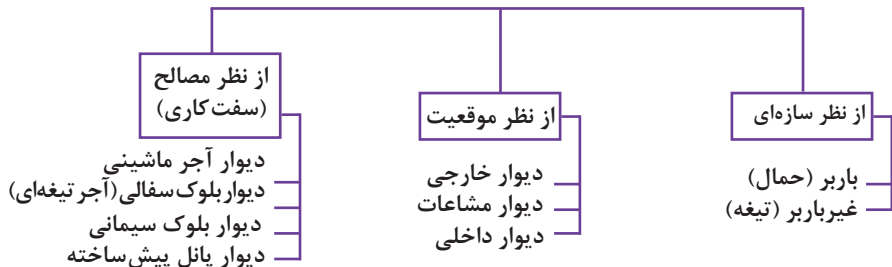 از نظر سازه‌ای
باربر (حمال)
غیرباربر (تیغه)
از نظر موقعیت
دیوار خارجی
دیوار مشاعات
دیوار داخلی
از نظر مصالح
(سفت‌کاری)
دیوار آجر ماشینی
دیوار بلوک سفالی (آجر تیغه‌ای)
دیوار بلوک سیمانی
دیوار پانل پیش‌ساخته